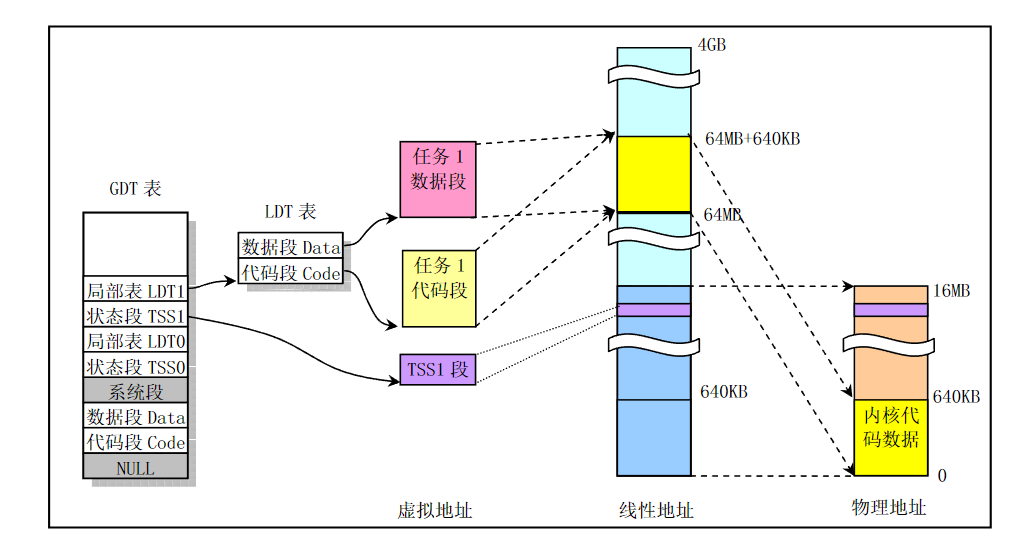 GDT 表
局部表 LDT1
状态段 TSS1
局部表 LDT0
状态段 TSS0
系统段
数据段 Data
代码段 Code
NULL
LDT 表
数据段 Data
代码段 Code
任务 1
数据段
任务 1
代码段
TSS1 段
虚拟地址
4GB
64MB+640KB
64MB
640KB
线性地址
16MB
640KB
内核代
码数据
0
物理地址